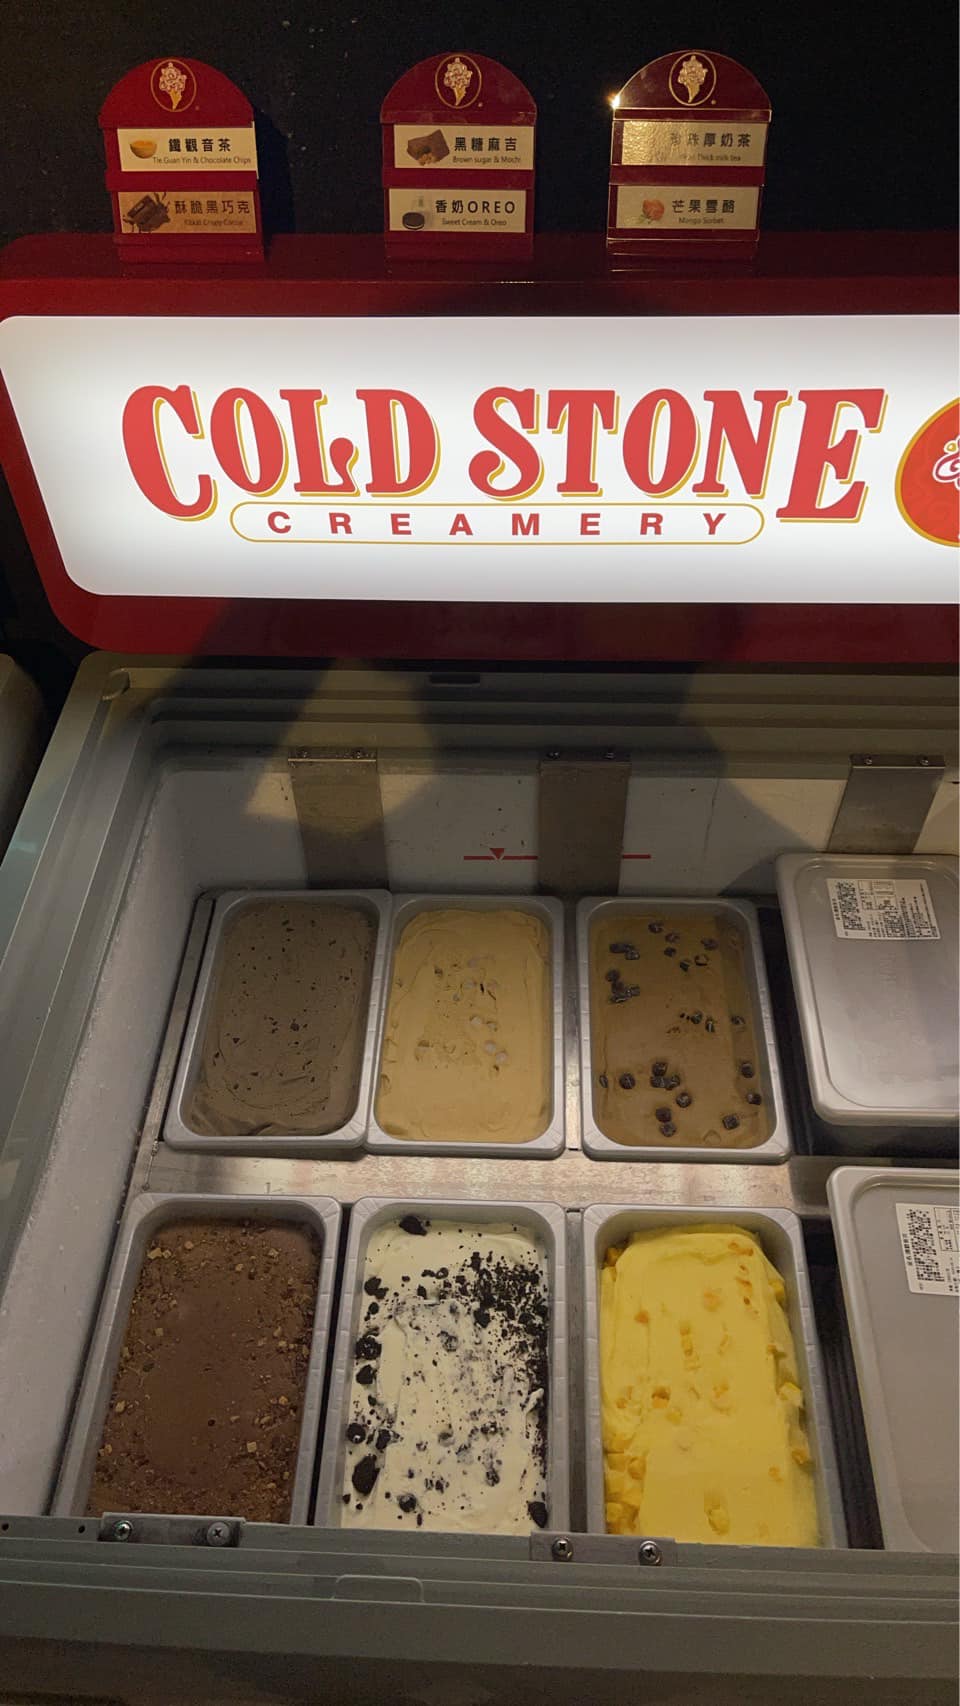 鐵觀音茶
Tie Guan Yin & Chocolate Chips
酥脆黑巧克
Crispy Cocoa
黑糖麻吉
Brown sugar & Mochi
香奶OREO
Sweet Cream & Oreo
珍珠厚奶茶
Thick milk tea
芒果雪酪
Mango Sorbet
COLD STONE
CREAMERY